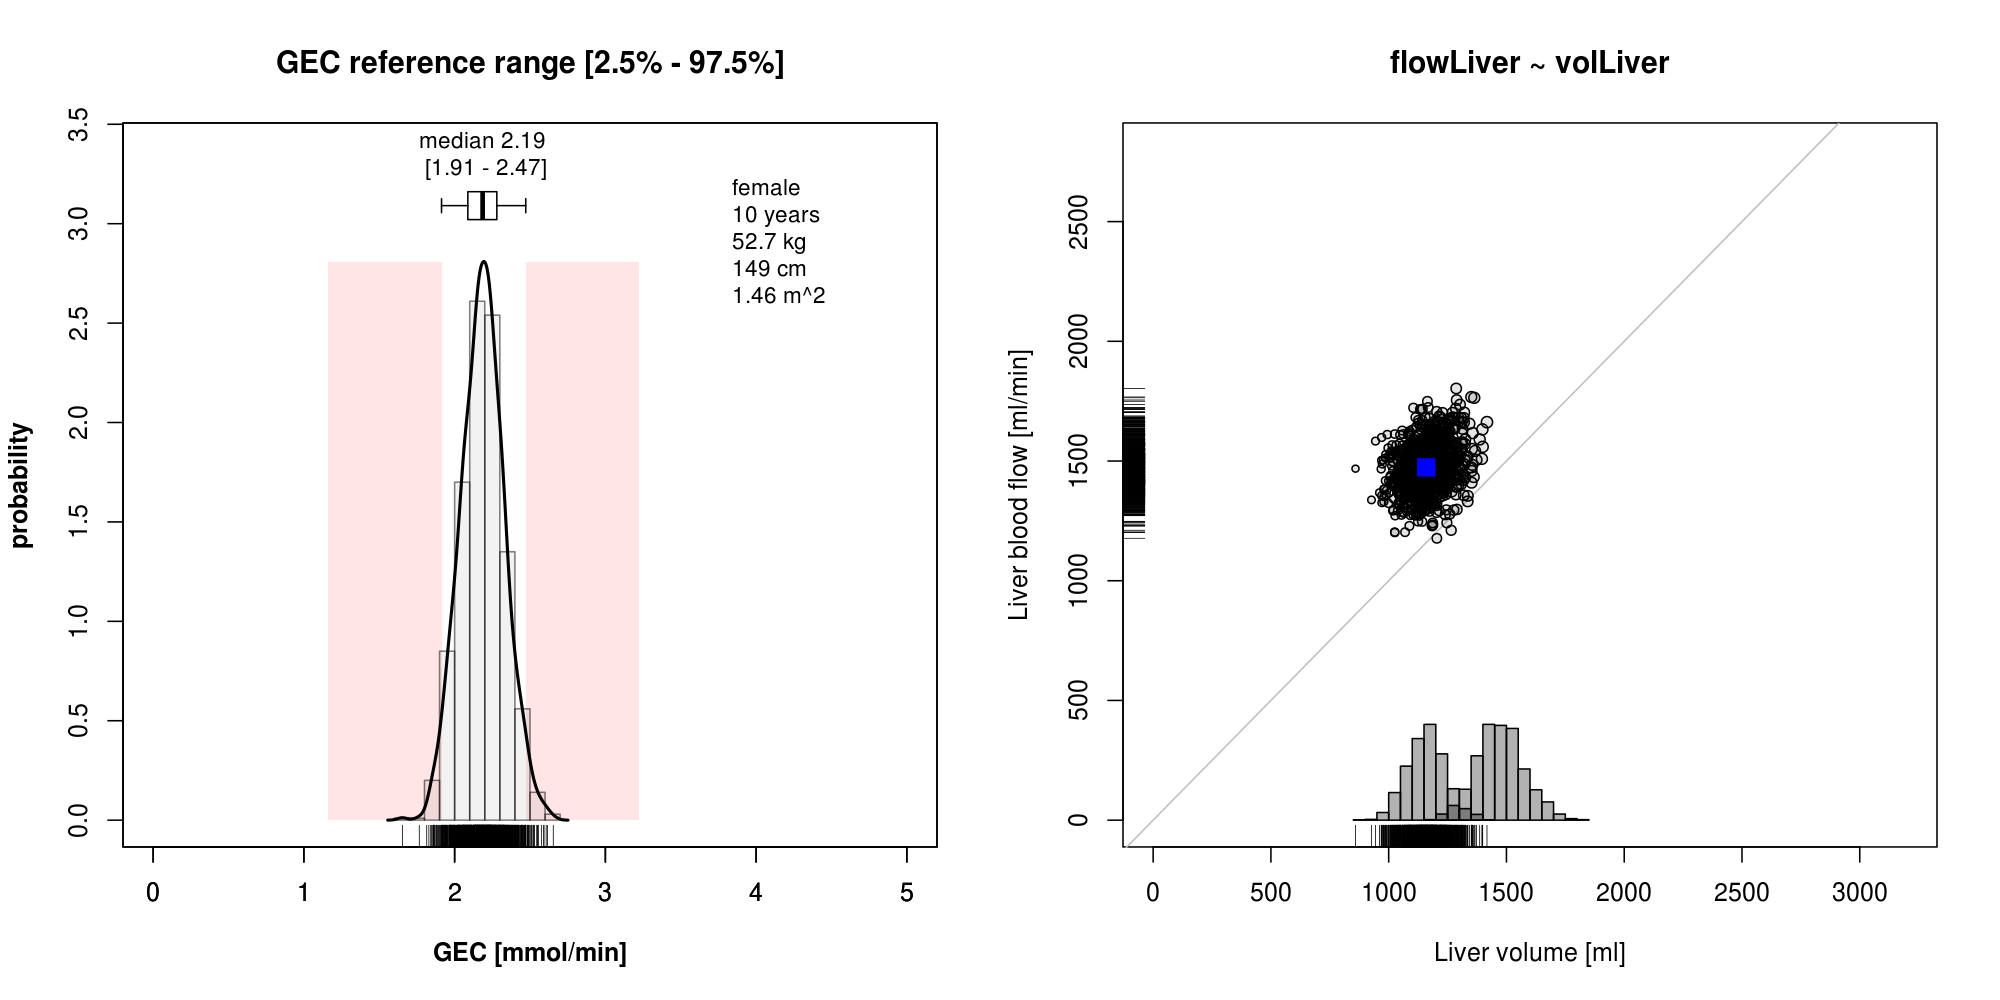 GEC reference range [2.5% - 97.5%]
median 2.19
[1.91 - 2.47]
female
10 years
52.7 kg
149 cm
1.46 m^2
probability
3.5
3.0
2.5
2.0
1.5
1.0
0.5
0.0
0 1 2 3 4 5
GEC [mmol/min]
flowLiver ~ volLiver
Liver blood flow [ml/min]
2500
2000
1500
1000
500
0
0 500 1000 1500 2000 2500 3000
Liver volume [ml]